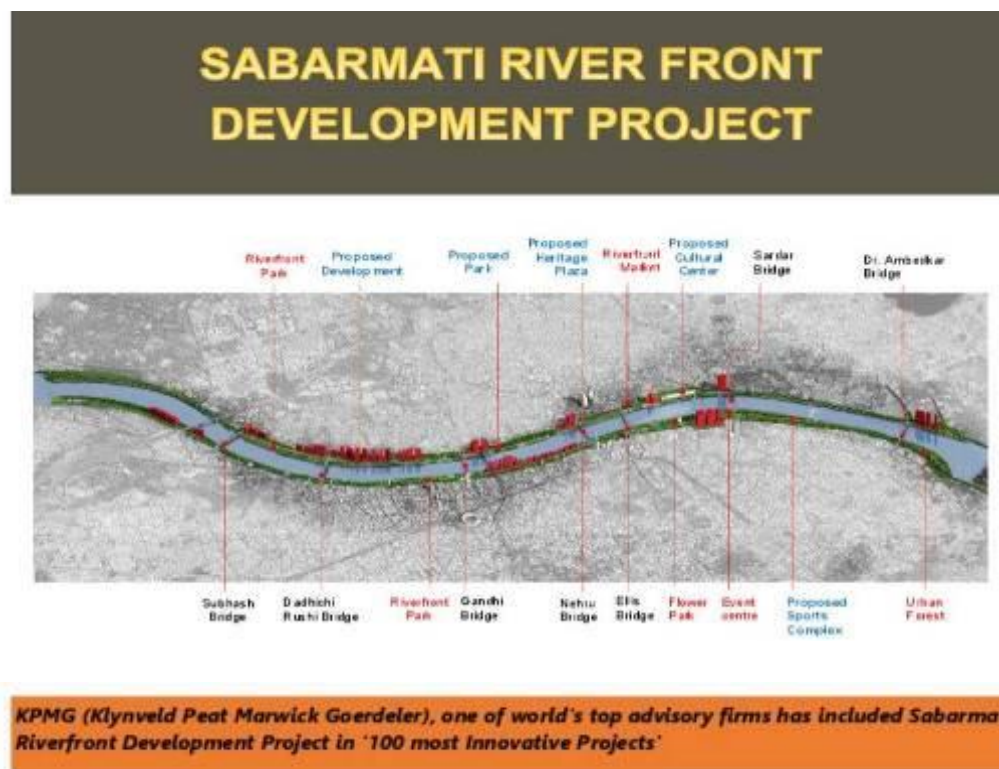 SABARMATI RIVER FRONT
DEVELOPMENT PROJECT
Riverfront
Park
Proposed
Development
Proposed
Park
Proposed
Heritage
Plaza
Riverfront
Market
Proposed
Cultural
Center
Sardar
Bridge
Dr. Ambedkar
Bridge
Subhash
Bridge
Dadhichi
Rushi Bridge
Riverfront
Park
Gandhi
Bridge
Nehru
Bridge
Ellis
Bridge
Flower
Park
Event
centre
Proposed
Sports
Complex
Urban
Forest
KPMG (Klynveld Peat Marwick Goerdeler), one of world's top advisory firms has included Sabarma
Riverfront Development Project in '100 most Innovative Projects'